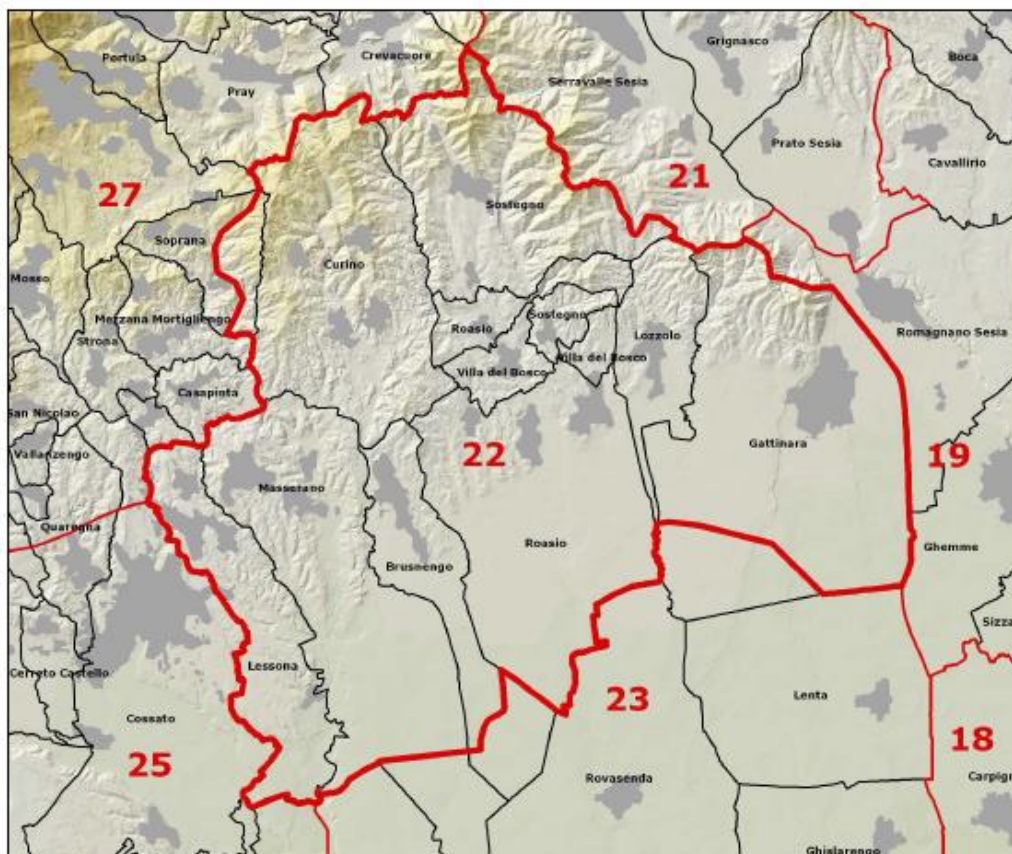 Grignasco
Boca
Portula
Crevacuore
Serravalle Sesia
Pray
Prato Sesia
Cavallirio
21
27
Sostegno
Soprana
Curino
Mosso
Mezzana Mortigliengo
Roasio
Sostegno
Lozzolo
Romagnano Sesia
Strona
Villa del Bosco
Villa del Bosco
Casapinta
San Nicolao
Gattinara
Vallanzengo
22
19
Masserano
Quaregna
Roasio
Ghemme
Brusnengo
Sizza
Cerreto Castello
Lessona
Lenta
23
Cossato
18
25
Rovasenda
Carpign
Ghislarengo